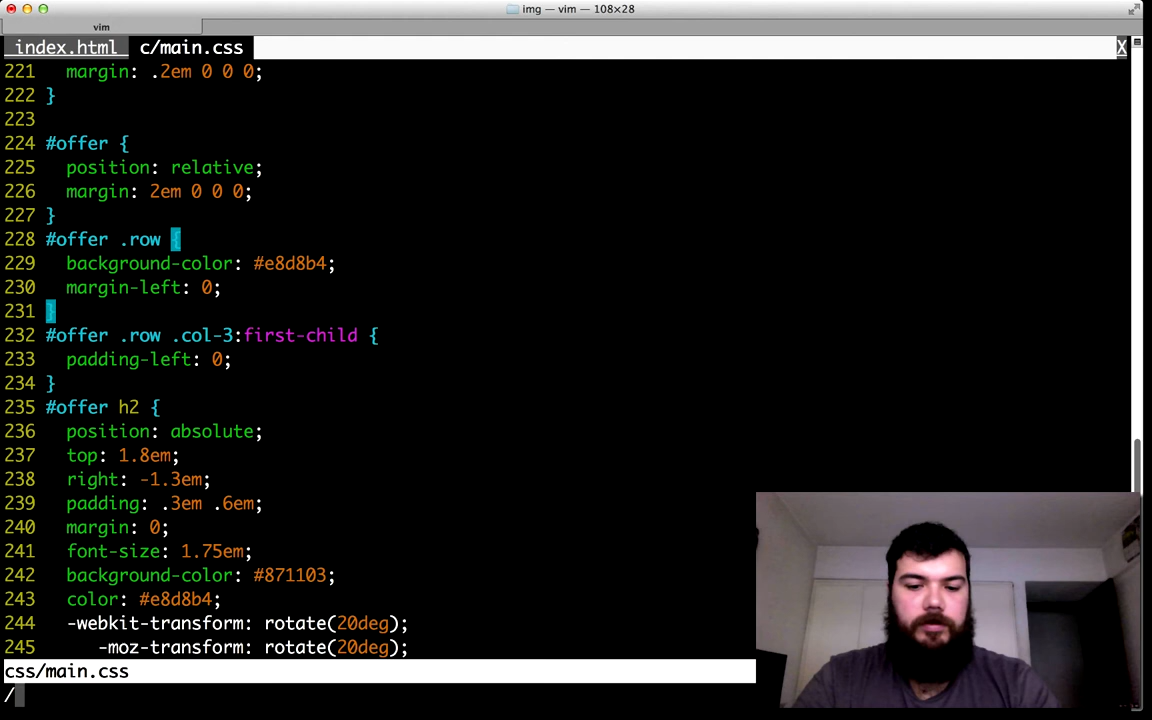 img — vim — 108×28
vim
index.html c/main.css X
221 margin: .2em 0 0 0;
222 }
223
224 #offer {
225 position: relative;
226 margin: 2em 0 0 0;
227 }
228 #offer .row {
229 background-color: #e8d8b4;
230 margin-left: 0;
231 }
232 #offer .row .col-3:first-child {
233 padding-left: 0;
234 }
235 #offer h2 {
236 position: absolute;
237 top: 1.8em;
238 right: -1.3em;
239 padding: .3em .6em;
240 margin: 0;
241 font-size: 1.75em;
242 background-color: #871103;
243 color: #e8d8b4;
244 -webkit-transform: rotate(20deg);
245 -moz-transform: rotate(20deg);
css/main.css
/